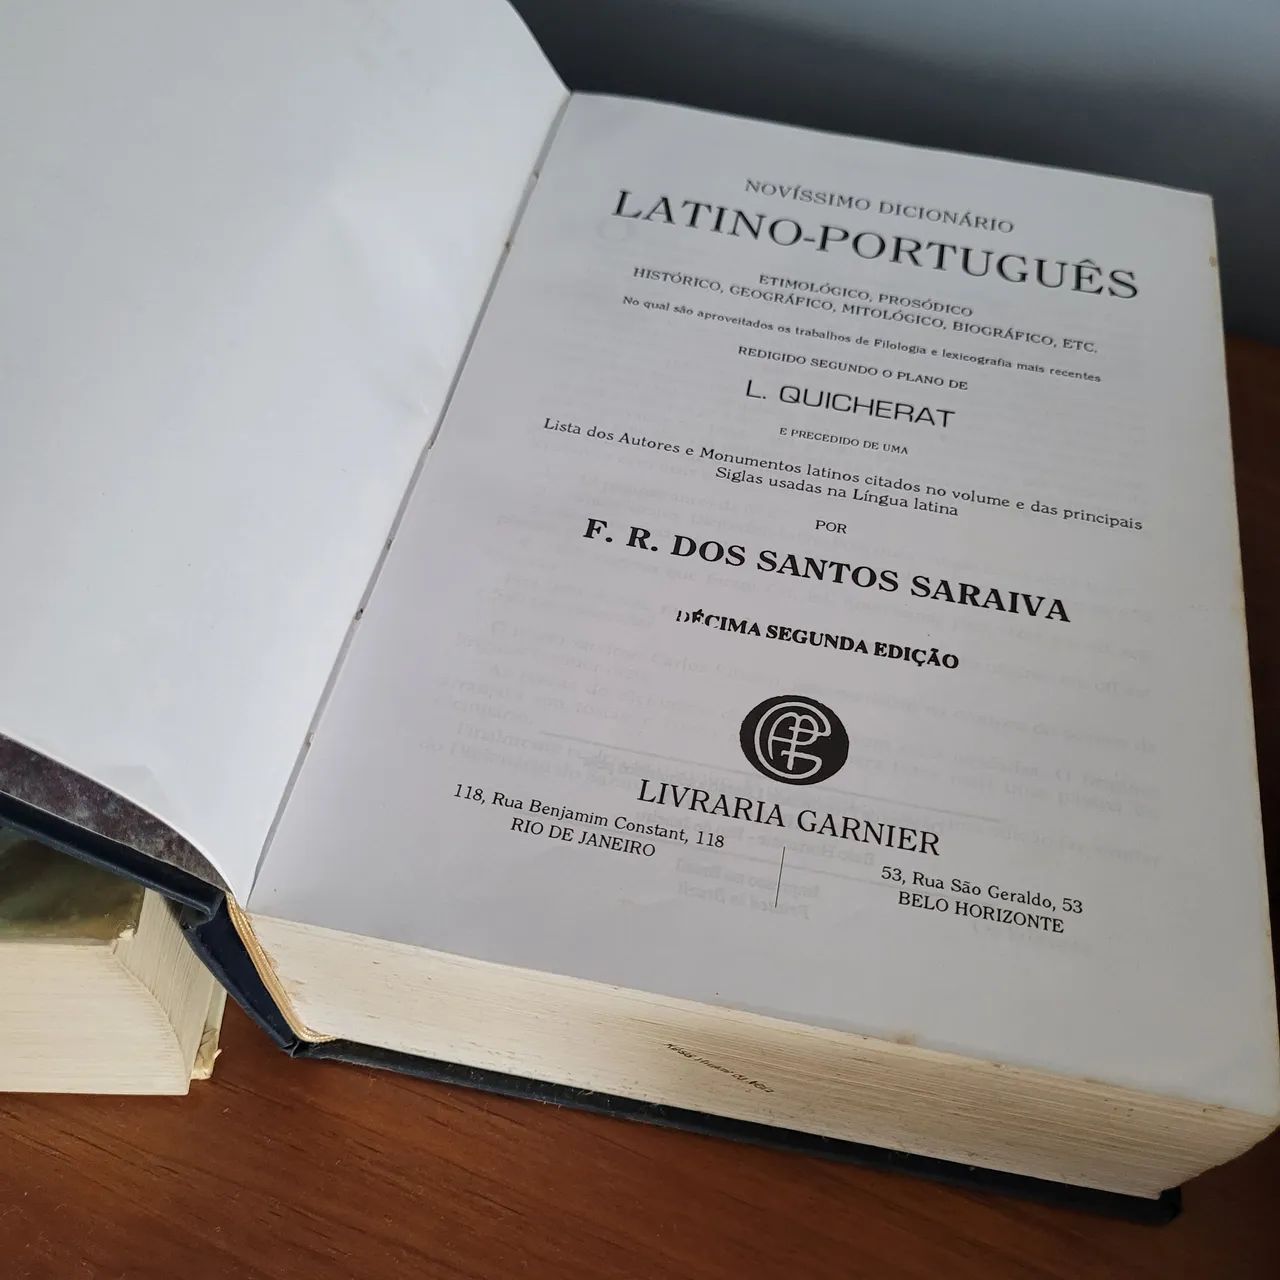 NOVÍSSIMO DICIONÁRIO
LATINO-PORTUGUÊS
ETIMOLÓGICO, PROSÓDICO
HISTÓRICO, GEOGRÁFICO, MITOLÓGICO, BIOGRÁFICO, ETC.
No qual são aproveitados os trabalhos de Filologia e lexicografia mais recentes
REDIGIDO SEGUNDO O PLANO DE
L. QUICHERAT
E PRECEDIDO DE UMA
Lista dos Autores e Monumentos latinos citados no volume e das principais
Siglas usadas na Língua latina
POR
F. R. DOS SANTOS SARAIVA
DÉCIMA SEGUNDA EDIÇÃO
LIVRARIA GARNIER
118, Rua Benjamim Constant, 118
RIO DE JANEIRO
53, Rua São Geraldo, 53
BELO HORIZONTE